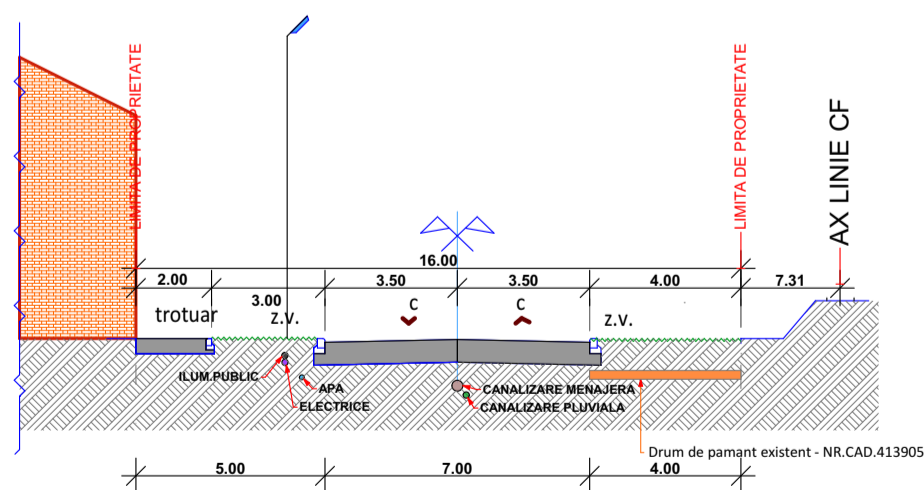 LIMITA DE PROPRIETATE
LIMITA DE PROPRIETATE
AX LINIE CF
16.00
2.00
3.00
3.50
3.50
4.00
7.31
trotuar
z.v.
C
C
z.v.
ILUM.PUBLIC
APA
ELECTRICE
CANALIZARE MENAJERA
CANALIZARE PLUVIALA
Drum de pamant existent - NR.CAD.413905
5.00
7.00
4.00